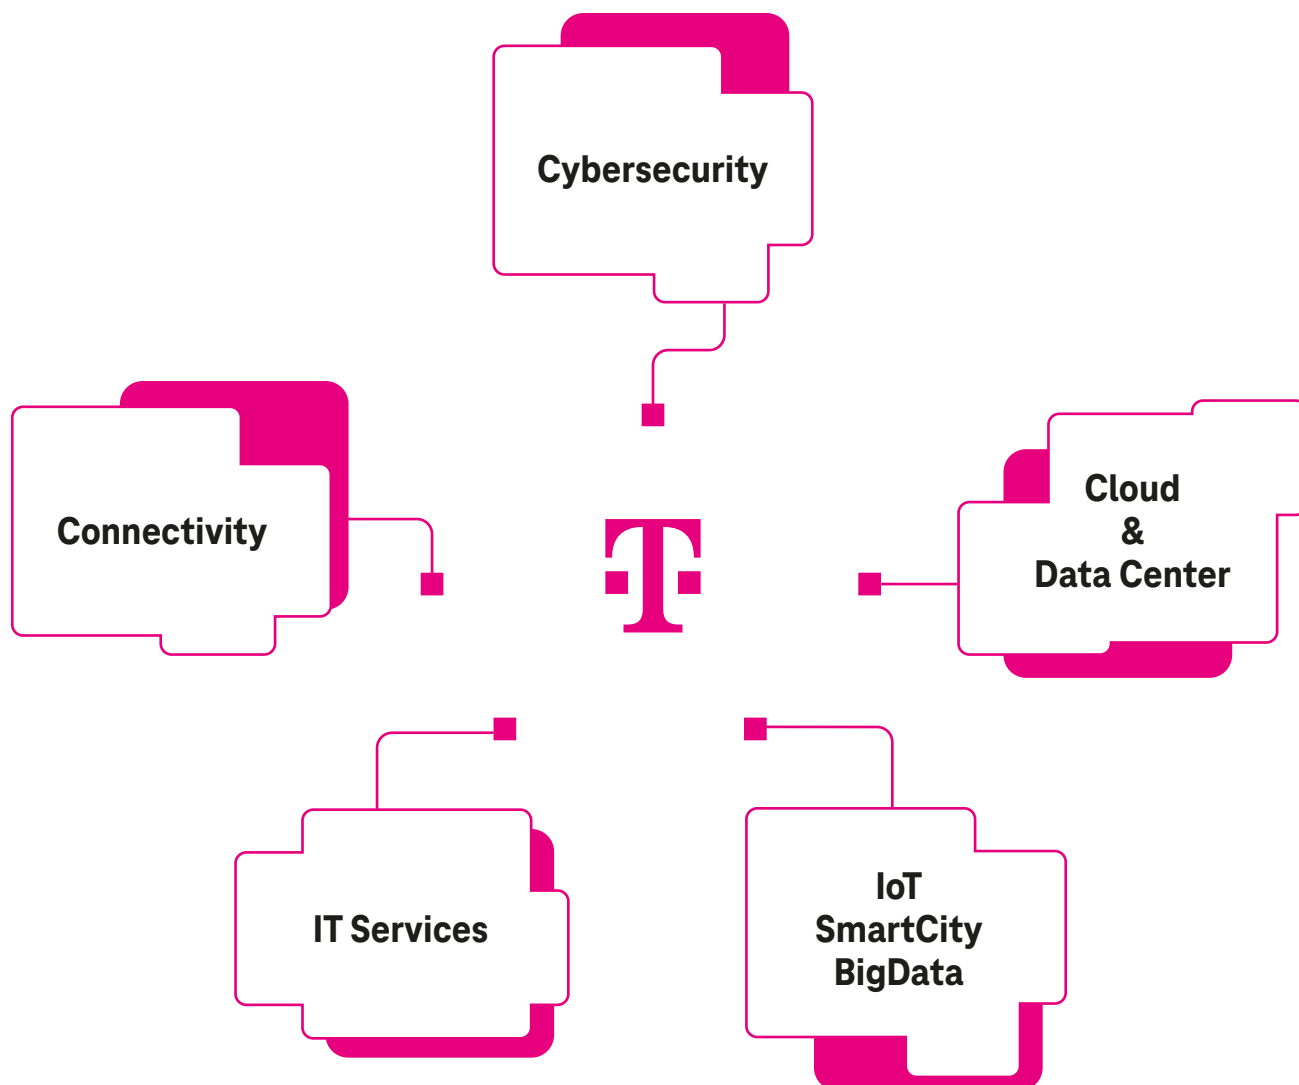 Cybersecurity
Connectivity
Cloud
&
Data Center
T
IT Services
IoT
SmartCity
BigData